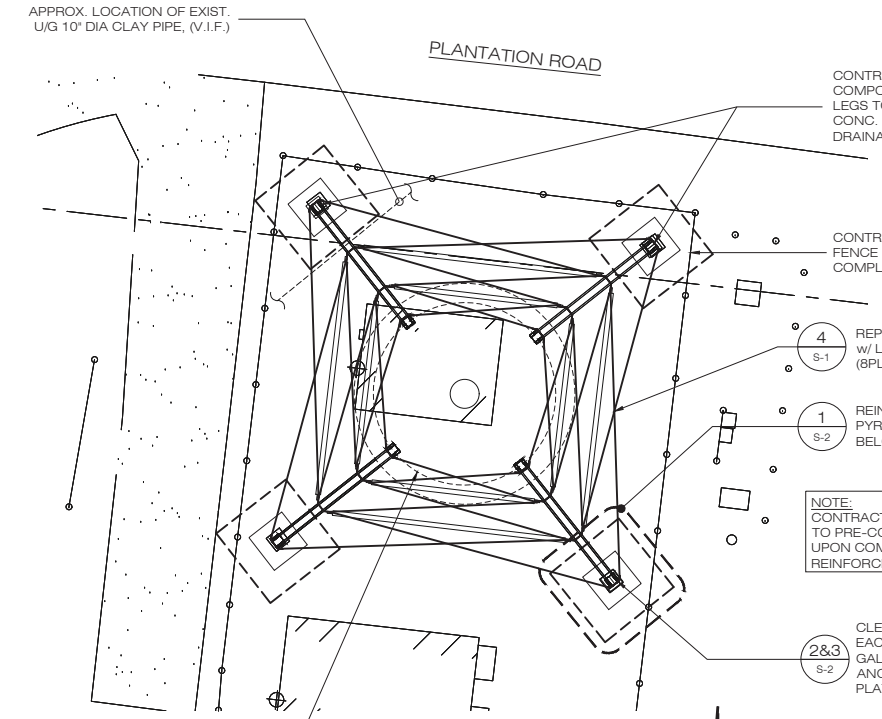 APPROX. LOCATION OF EXIST.
U/G 10" DIA CLAY PIPE, (V.I.F.)
PLANTATION ROAD
CONTR
COMPO
LEGS TO
CONC.
DRAINA
CONTR
FENCE
COMPL
4
S-1
REP
w/ L
(8PL
1
S-2
REIN
PYR
BEL
NOTE:
CONTRACT
TO PRE-CO
UPON COM
REINFORC
2&3
S-2
CLE
EAC
GAL
ANC
PLA